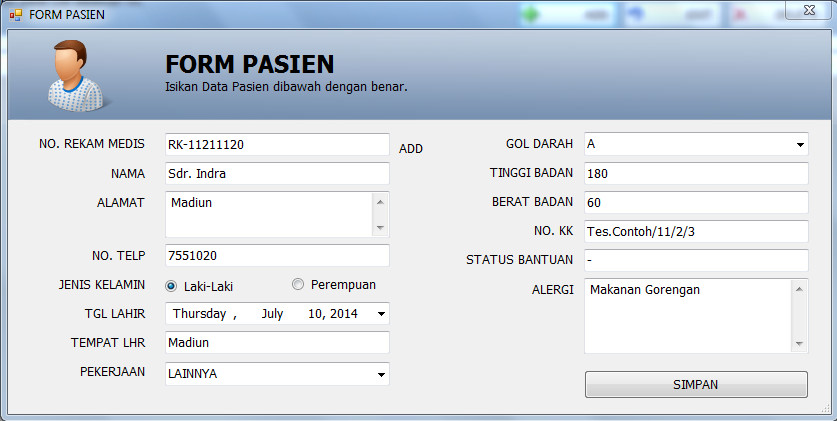 FORM PASIEN
FORM PASIEN
Isikan Data Pasien dibawah dengan benar.
NO. REKAM MEDIS RK-11211120 ADD
NAMA Sdr. Indra
ALAMAT Madiun
NO. TELP 7551020
JENIS KELAMIN Laki-Laki Perempuan
TGL LAHIR Thursday , July 10, 2014
TEMPAT LHR Madiun
PEKERJAAN LAINNYA
GOL DARAH A
TINGGI BADAN 180
BERAT BADAN 60
NO. KK Tes.Contoh/11/2/3
STATUS BANTUAN -
ALERGI Makanan Gorengan
SIMPAN